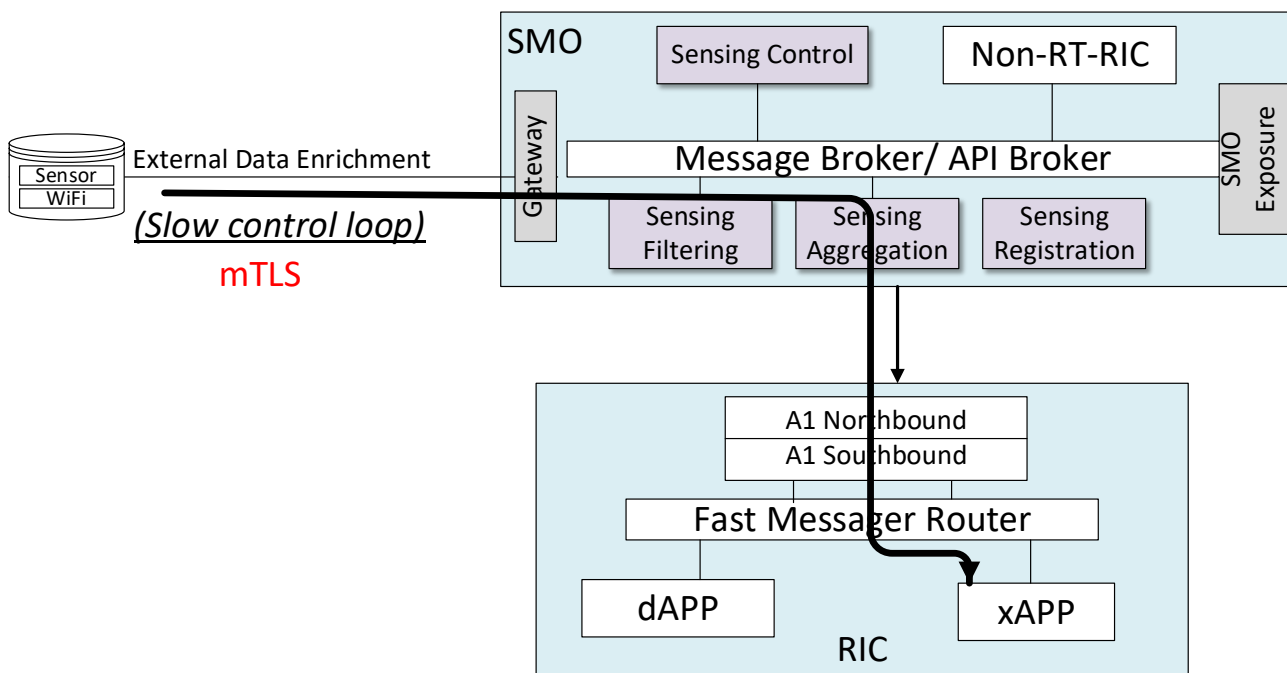 SMO
Sensing Control
Non-RT-RIC
Gateway
Message Broker/ API Broker
SMO
Exposure
External Data Enrichment
Sensor
WiFi
(Slow control loop)
mTLS
Sensing
Filtering
Sensing
Aggregation
Sensing
Registration
A1 Northbound
A1 Southbound
Fast Messager Router
dAPP
xAPP
RIC